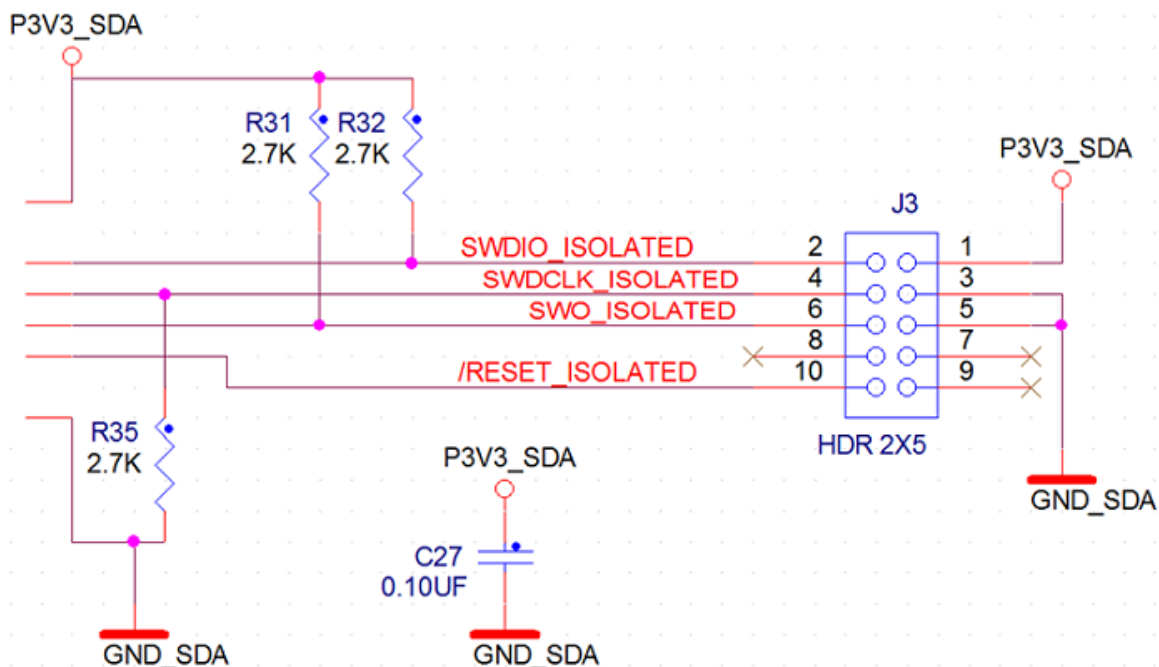 P3V3_SDA
R31
2.7K
R32
2.7K
P3V3_SDA
J3
SWDIO_ISOLATED
2
1
SWDCLK_ISOLATED
4
3
SWO_ISOLATED
6
5
8
7
/RESET_ISOLATED
10
9
R35
2.7K
HDR 2X5
P3V3_SDA
GND_SDA
C27
0.10UF
GND_SDA
GND_SDA